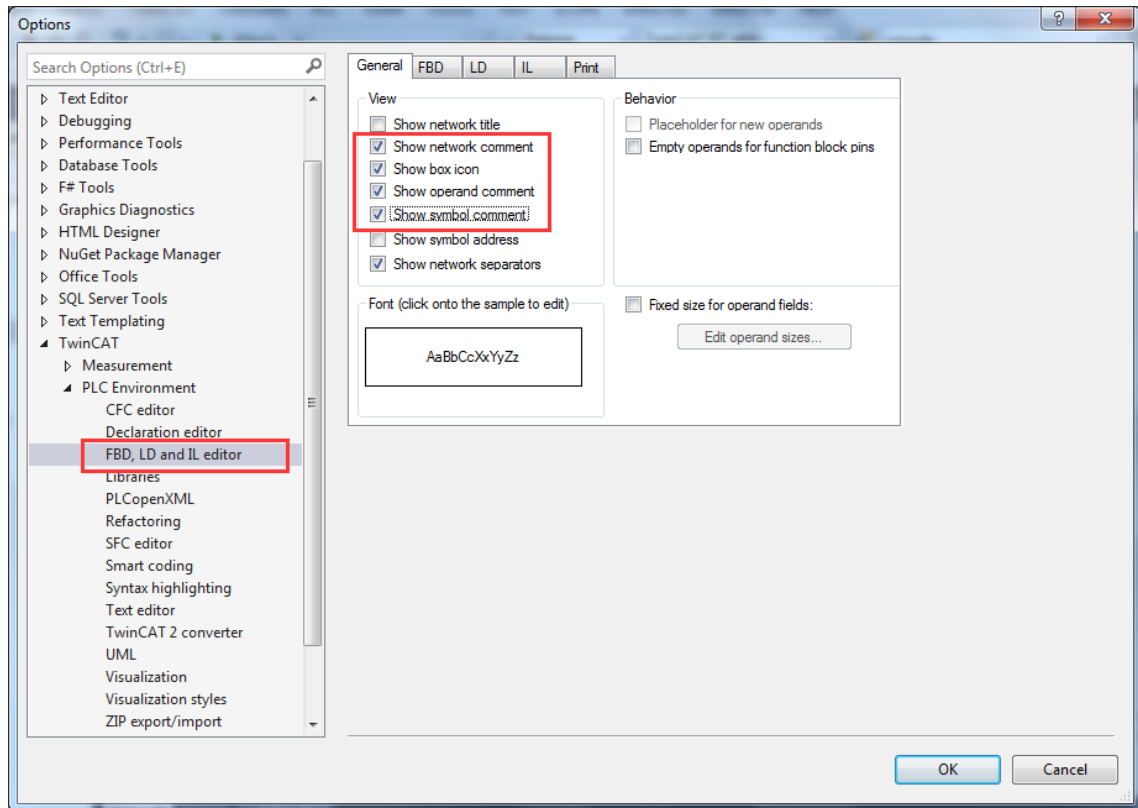 Options
Search Options (Ctrl+E)
Text Editor
Debugging
Performance Tools
Database Tools
F# Tools
Graphics Diagnostics
HTML Designer
NuGet Package Manager
Office Tools
SQL Server Tools
Text Templating
TwinCAT
Measurement
PLC Environment
CFC editor
Declaration editor
FBD, LD and IL editor
Libraries
PLCopenXML
Refactoring
SFC editor
Smart coding
Syntax highlighting
Text editor
TwinCAT 2 converter
UML
Visualization
Visualization styles
ZIP export/import
General FBD LD IL Print
View
Show network title
Show network comment
Show box icon
Show operand comment
Show symbol comment
Show symbol address
Show network separators
Behavior
Placeholder for new operands
Empty operands for function block pins
Font (click onto the sample to edit)
AaBbCcXxYyZz
Fixed size for operand fields:
Edit operand sizes...
OK Cancel